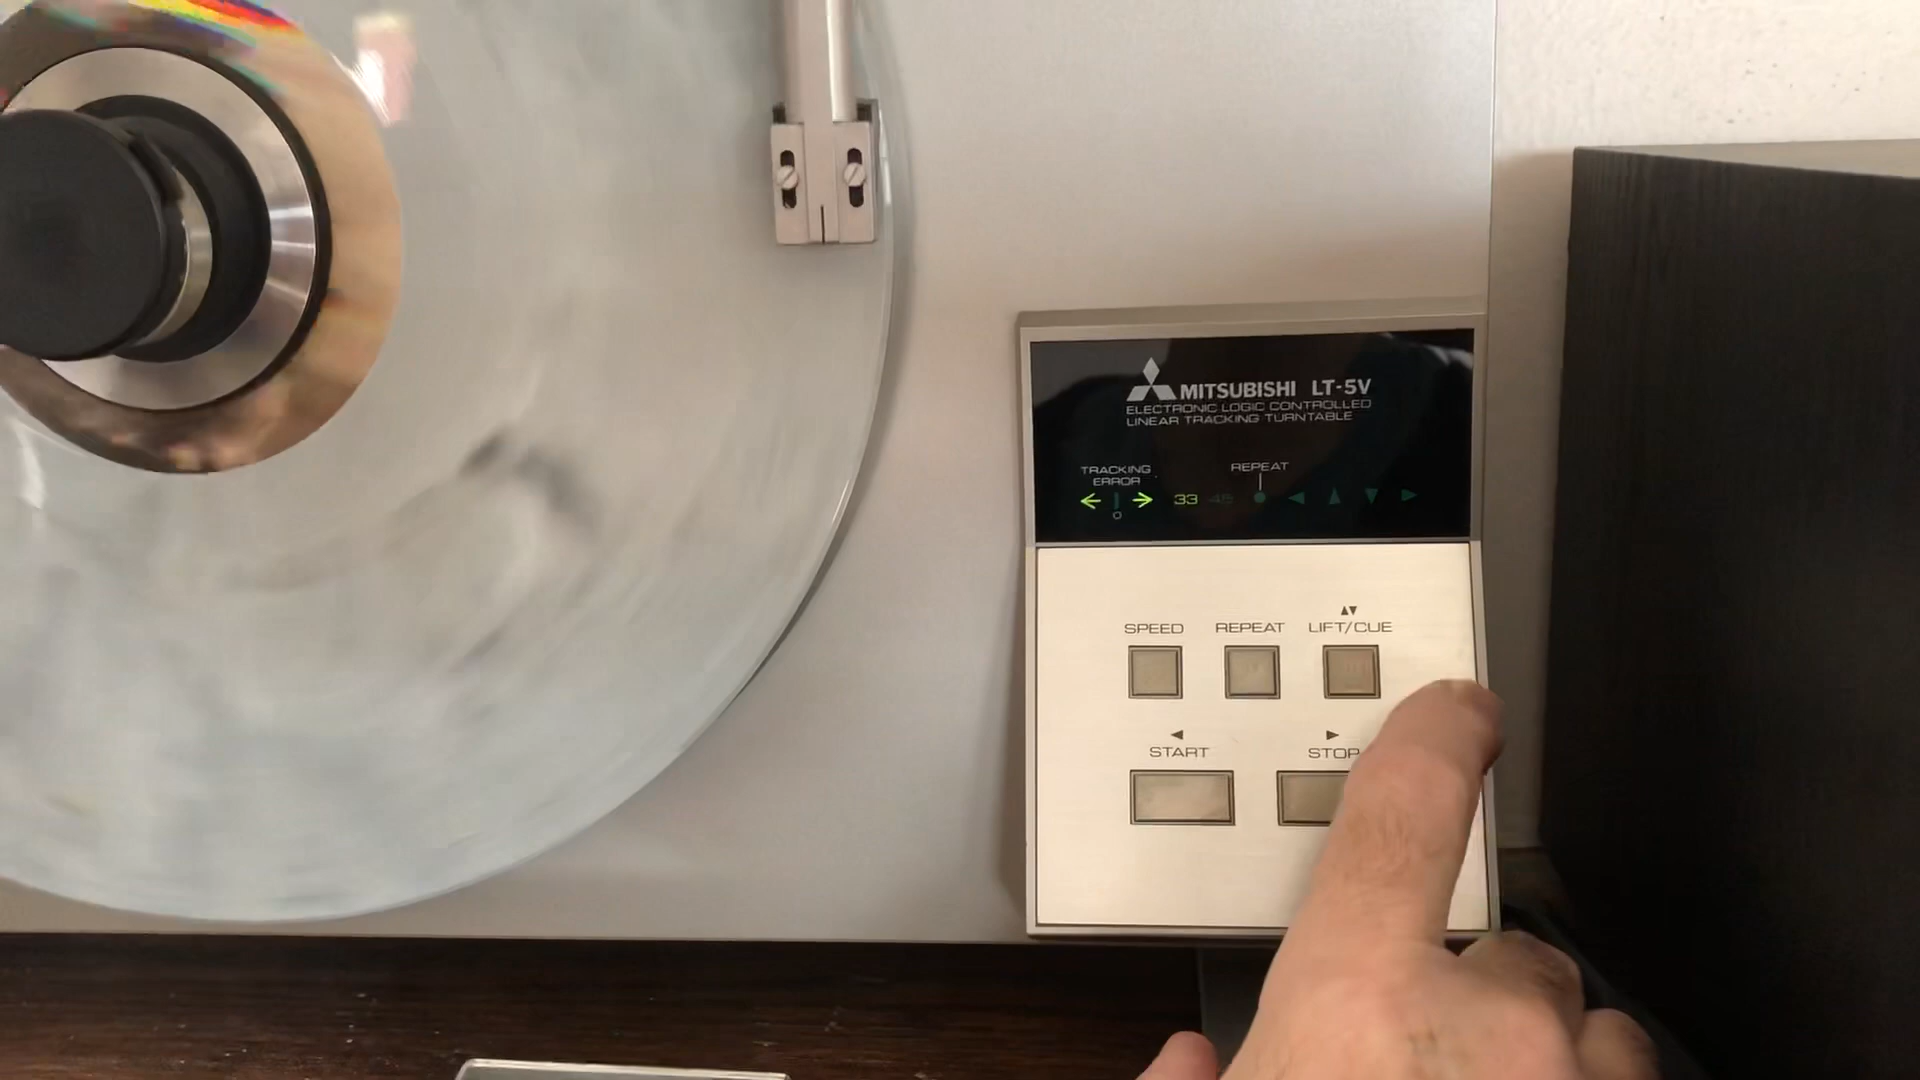 MITSUBISHI LT-5V
ELECTRONIC LOGIC CONTROLLED
LINEAR TRACKING TURNTABLE
TRACKING ERROR
REPEAT
33 45
0
SPEED REPEAT LIFT/CUE
START STOP